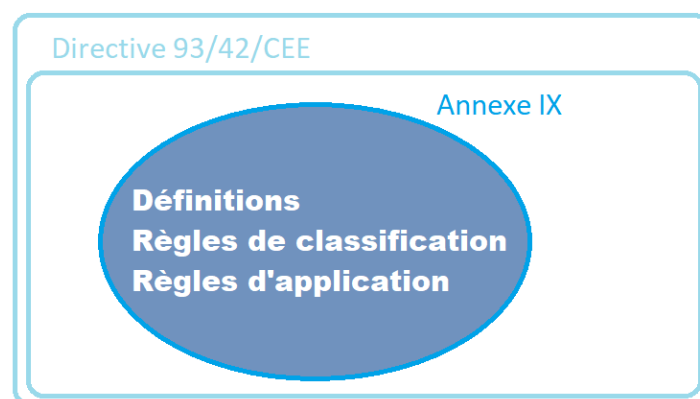 Directive 93/42/CEE
Annexe IX
Définitions
Règles de classification
Règles d'application